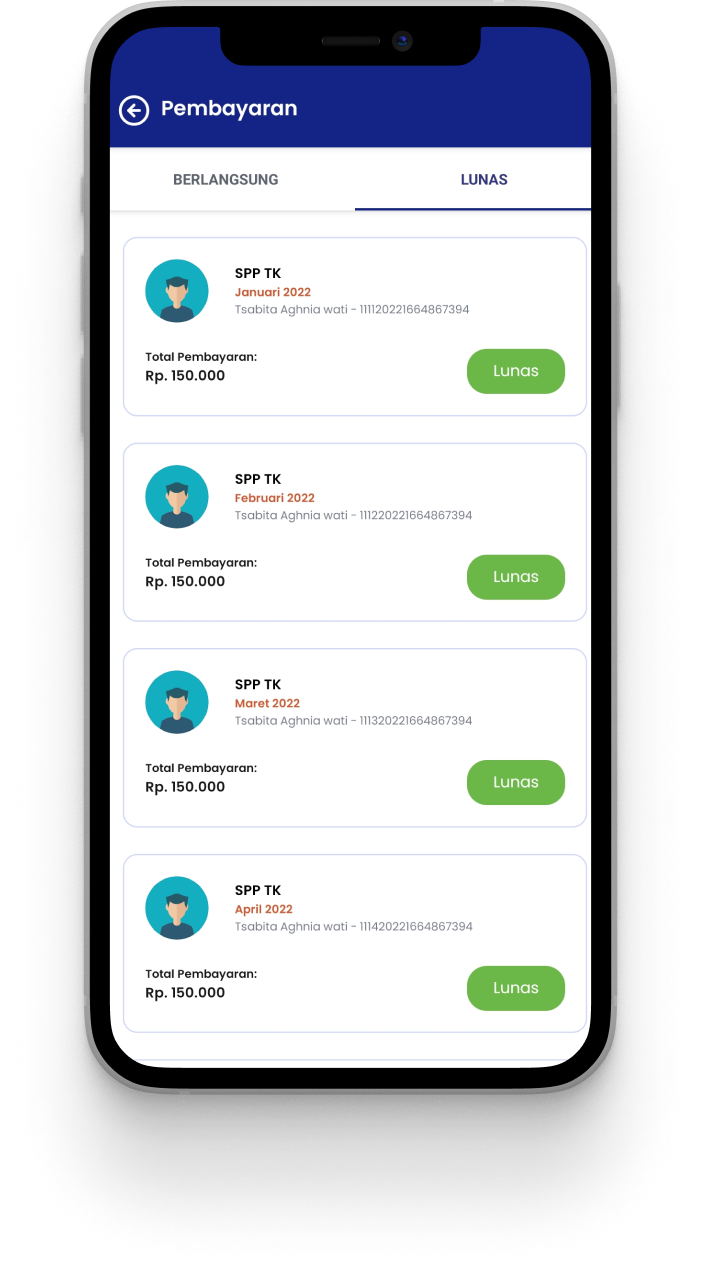 Pembayaran
BERLANGSUNG
LUNAS
SPP TK
Januari 2022
Tsabita Aghnia wati - 111120221664867394
Total Pembayaran:
Rp. 150.000
Lunas
SPP TK
Februari 2022
Tsabita Aghnia wati - 111220221664867394
Total Pembayaran:
Rp. 150.000
Lunas
SPP TK
Maret 2022
Tsabita Aghnia wati - 111320221664867394
Total Pembayaran:
Rp. 150.000
Lunas
SPP TK
April 2022
Tsabita Aghnia wati - 111420221664867394
Total Pembayaran:
Rp. 150.000
Lunas